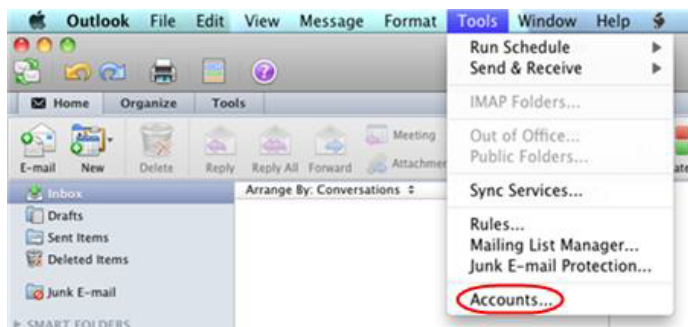 Outlook File Edit View Message Format Tools Window Help
Run Schedule
Send & Receive
IMAP Folders...
Out of Office...
Public Folders...
Sync Services...
Rules...
Mailing List Manager...
Junk E-mail Protection...
Accounts...
Home Organize Tools
Meeting
Attachmen
E-mail New Delete Reply Reply All Forward
Inbox
Arrange By: Conversations
Drafts
Sent Items
Deleted Items
Junk E-mail
SMART FOLDERS